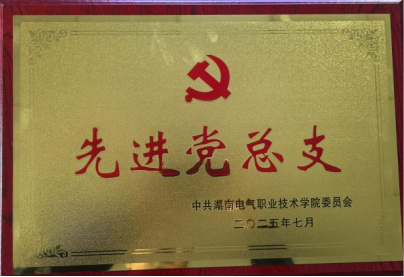 先进党总支
中共湖南电气职业技术学院委员会
二〇二五年七月